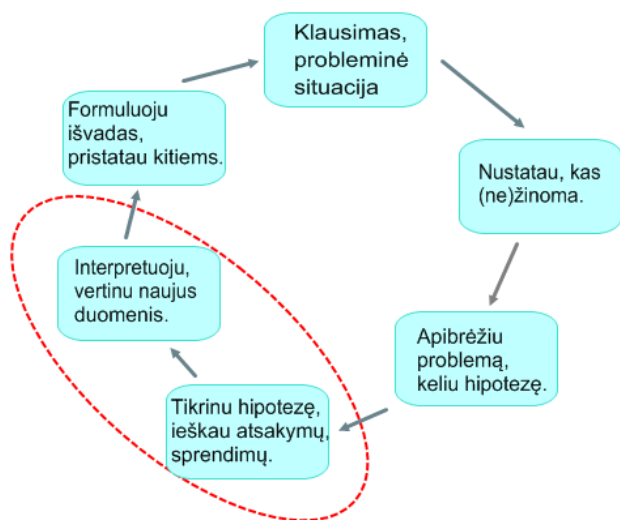 Klausimas,
probleminė
situacija
Nustatau, kas
(ne)žinoma.
Apibrėžiu
problemą,
keliu hipotezę.
Tikrinu hipotezę,
ieškau atsakymų,
sprendimų.
Interpretuoju,
vertinu naujus
duomenis.
Formuluoju
išvadas,
pristatau kitiems.